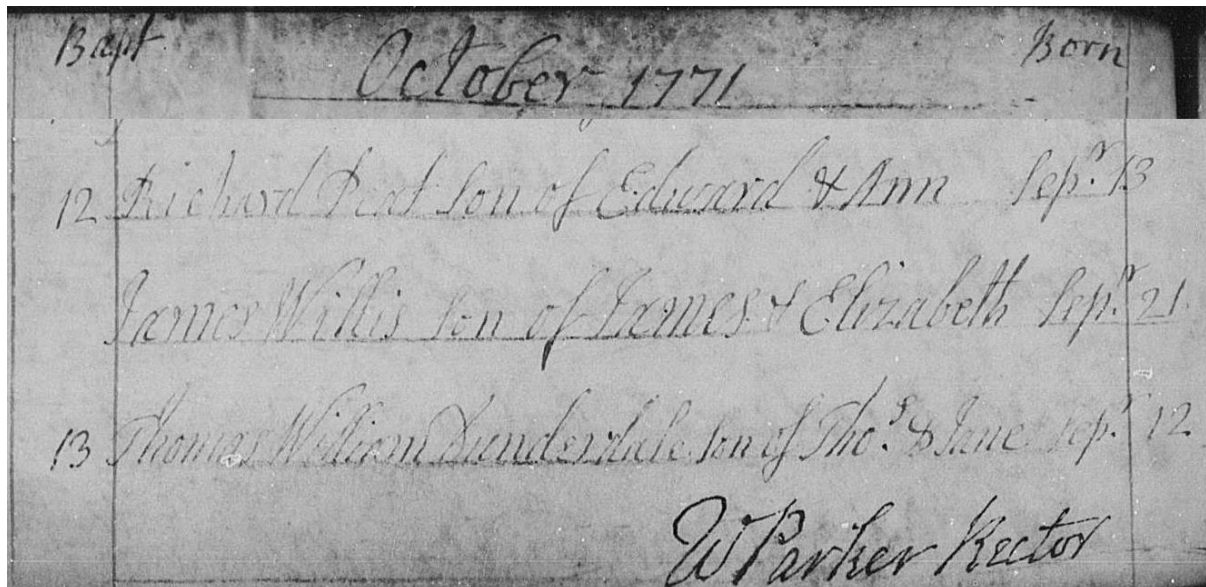 Bapt. October 1771 Born
12 Richard Peat Son of Edward & Ann Sepr. 13
James Willis Son of James & Elizabeth Sepr. 21
13 Thomas William Dunderdale Son of Thos. & Jane Sepr. 12
W Parker Rector